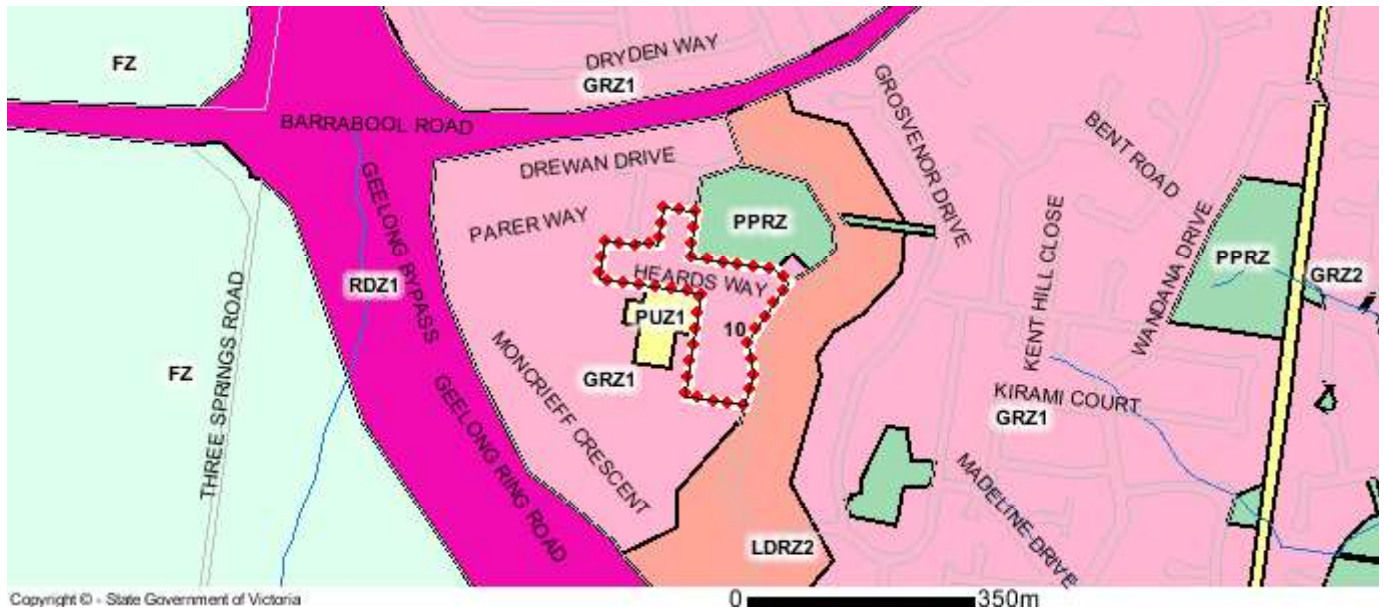 DRYDEN WAY
FZ
GRZ1
GROSVENOR DRIVE
BARRABOOL ROAD
BENT ROAD
DREWAN DRIVE
GEELONG BYPASS
PARER WAY
PPRZ
KENT HILL CLOSE
WANDANA DRIVE
PPRZ
GRZ2
HEARDS WAY
RDZ1
THREE SPRINGS ROAD
PUZ1
10
FZ
MONCRIEFF CRESCENT
GRZ1
KIRAMI COURT
GRZ1
GEELONG RING ROAD
MADELINE DRIVE
LDRZ2
Copyright © - State Government of Victoria
0 350m